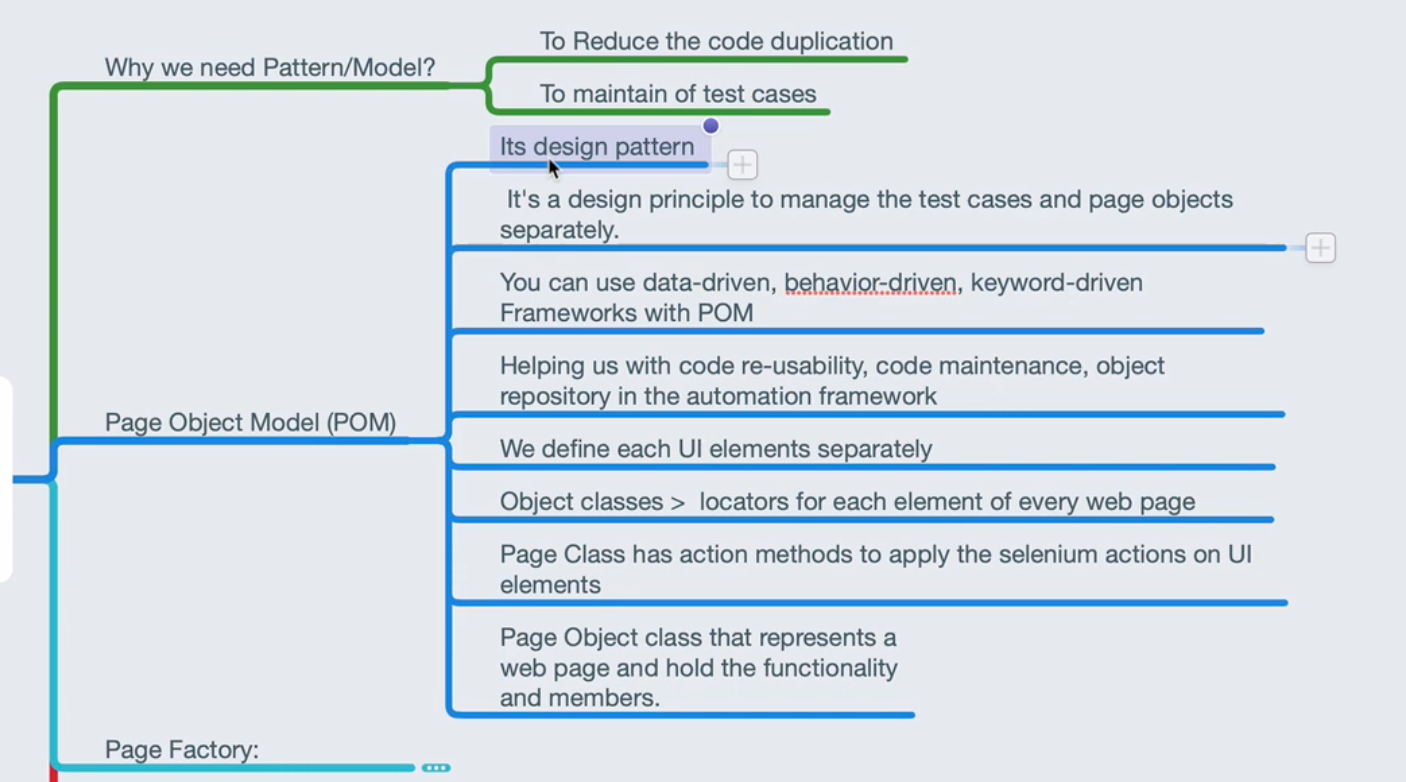 Why we need Pattern/Model?
To Reduce the code duplication
To maintain of test cases
Page Object Model (POM)
Its design pattern
It's a design principle to manage the test cases and page objects
separately.
You can use data-driven, behavior-driven, keyword-driven
Frameworks with POM
Helping us with code re-usability, code maintenance, object
repository in the automation framework
We define each UI elements separately
Object classes > locators for each element of every web page
Page Class has action methods to apply the selenium actions on UI
elements
Page Object class that represents a
web page and hold the functionality
and members.
Page Factory: